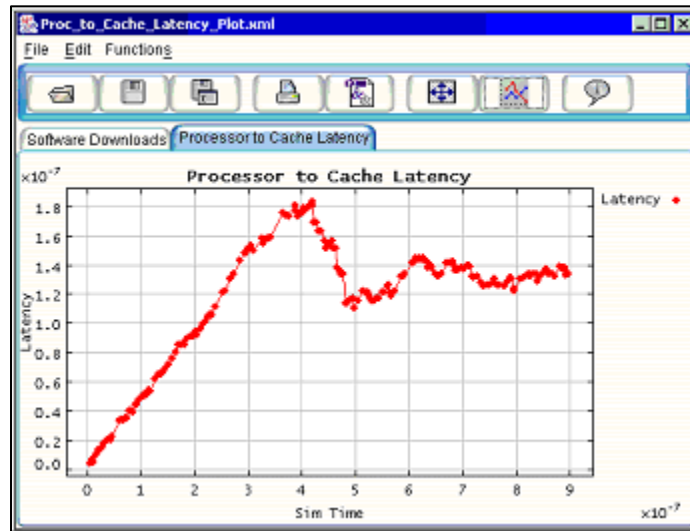 Proc_to_Cache_Latency_Plot.xml
File Edit Functions
Software Downloads Processor to Cache Latency
×10⁻⁷ Processor to Cache Latency
Latency
1.8
1.6
1.4
1.2
1.0
0.8
0.6
0.4
0.2
0.0
Latency
0 1 2 3 4 5 6 7 8 9
Sim Time ×10⁻⁷